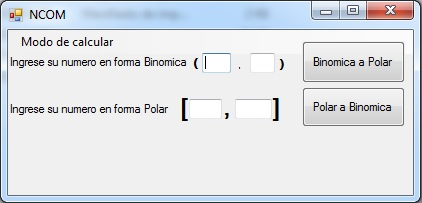 NCOM
Modo de calcular
Ingrese su numero en forma Binomica ( . )
Binomica a Polar
Ingrese su numero en forma Polar [ , ]
Polar a Binomica